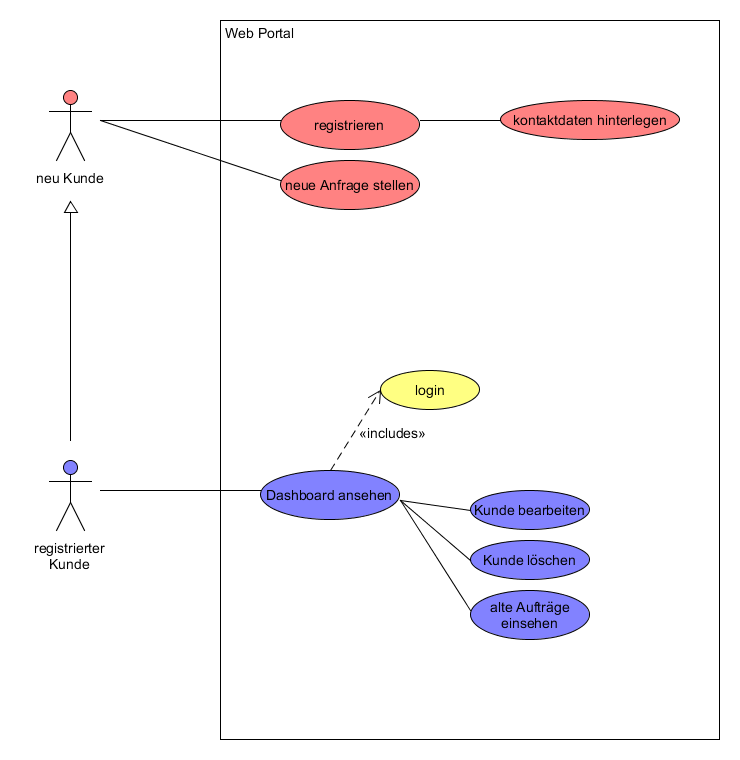 Web Portal
registrieren
kontaktdaten hinterlegen
neu Kunde
neue Anfrage stellen
login
«includes»
Dashboard ansehen
Kunde bearbeiten
registrierter
Kunde
Kunde löschen
alte Aufträge
einsehen